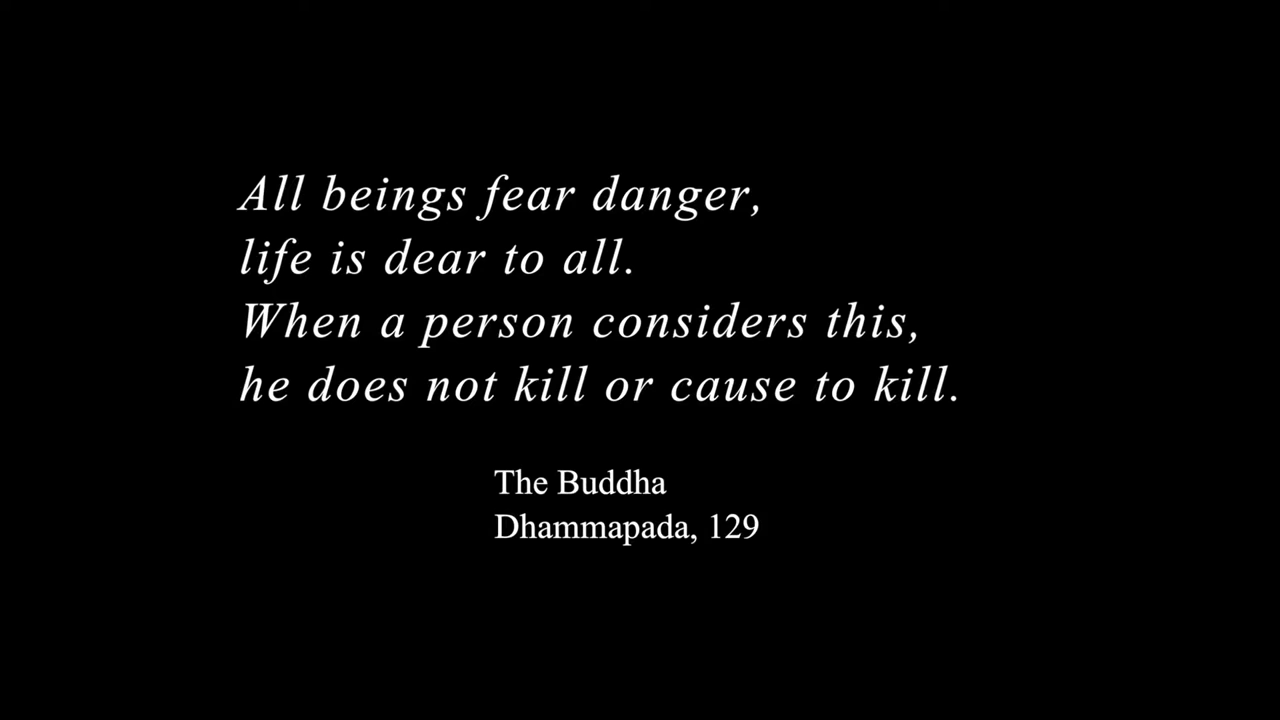 All beings fear danger,
life is dear to all.
When a person considers this,
he does not kill or cause to kill.
The Buddha
Dhammapada, 129